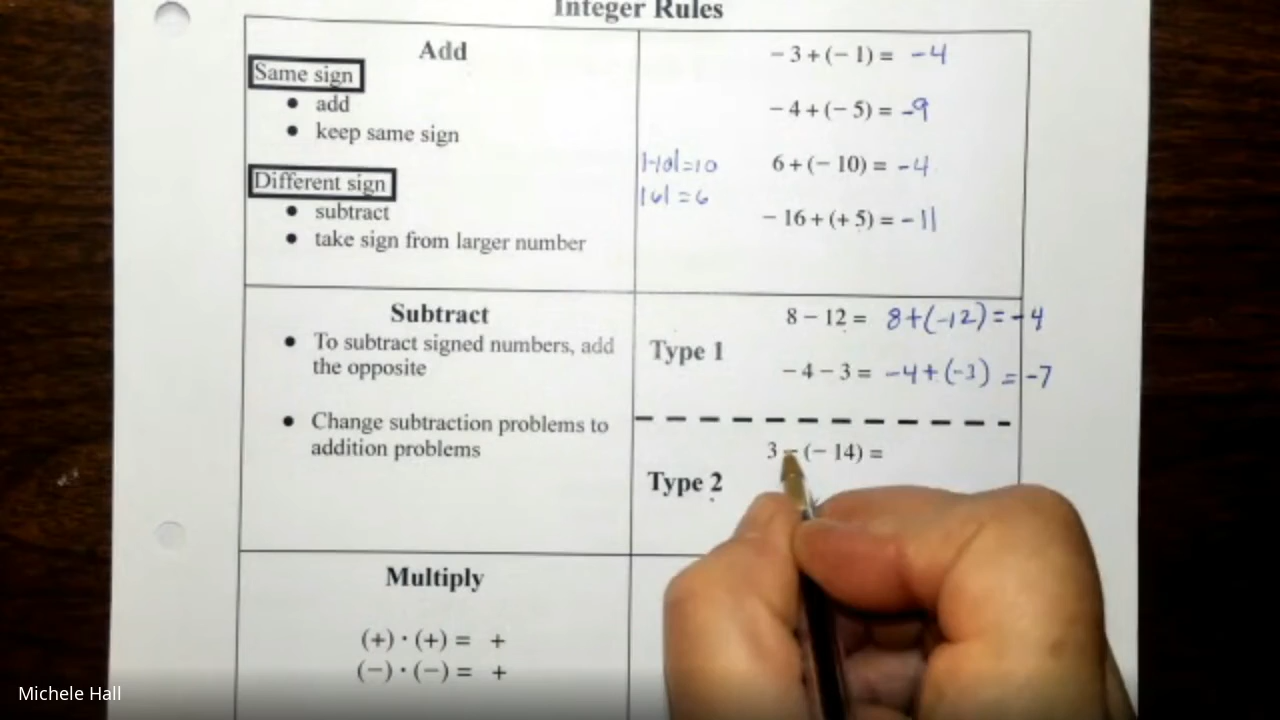 Integer Rules
Add
Same sign
• add
• keep same sign
Different sign
• subtract
• take sign from larger number
− 3 + (− 1) = -4
− 4 + (− 5) = -9
|-10|=10
6 + (− 10) = -4
|6| = 6
− 16 + (+ 5) = -11
Subtract
• To subtract signed numbers, add
the opposite
• Change subtraction problems to
addition problems
8 − 12 = 8+(-12) = -4
Type 1
− 4 − 3 = -4+(-3) = -7
3 − (− 14) =
Type 2
Multiply
(+) · (+) = +
(−) · (−) = +
Michele Hall